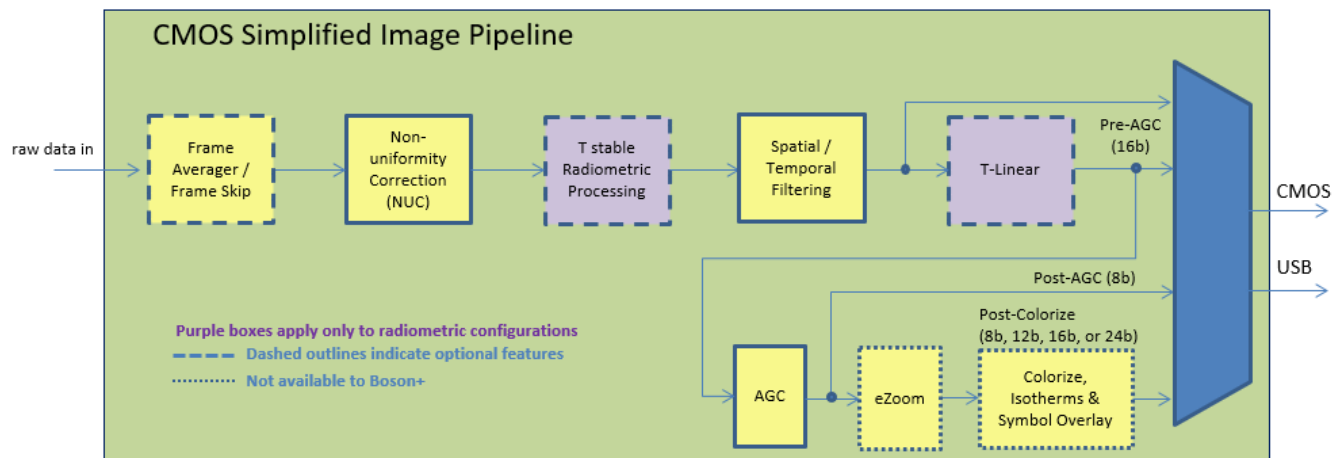 CMOS Simplified Image Pipeline
raw data in
Frame
Averager /
Frame Skip
Non-
uniformity
Correction
(NUC)
T stable
Radiometric
Processing
Spatial /
Temporal
Filtering
T-Linear
Pre-AGC
(16b)
CMOS
USB
Post-AGC (8b)
Purple boxes apply only to radiometric configurations
Dashed outlines indicate optional features
Not available to Boson+
Post-Colorize
(8b, 12b, 16b, or 24b)
AGC
eZoom
Colorize,
Isotherms &
Symbol Overlay